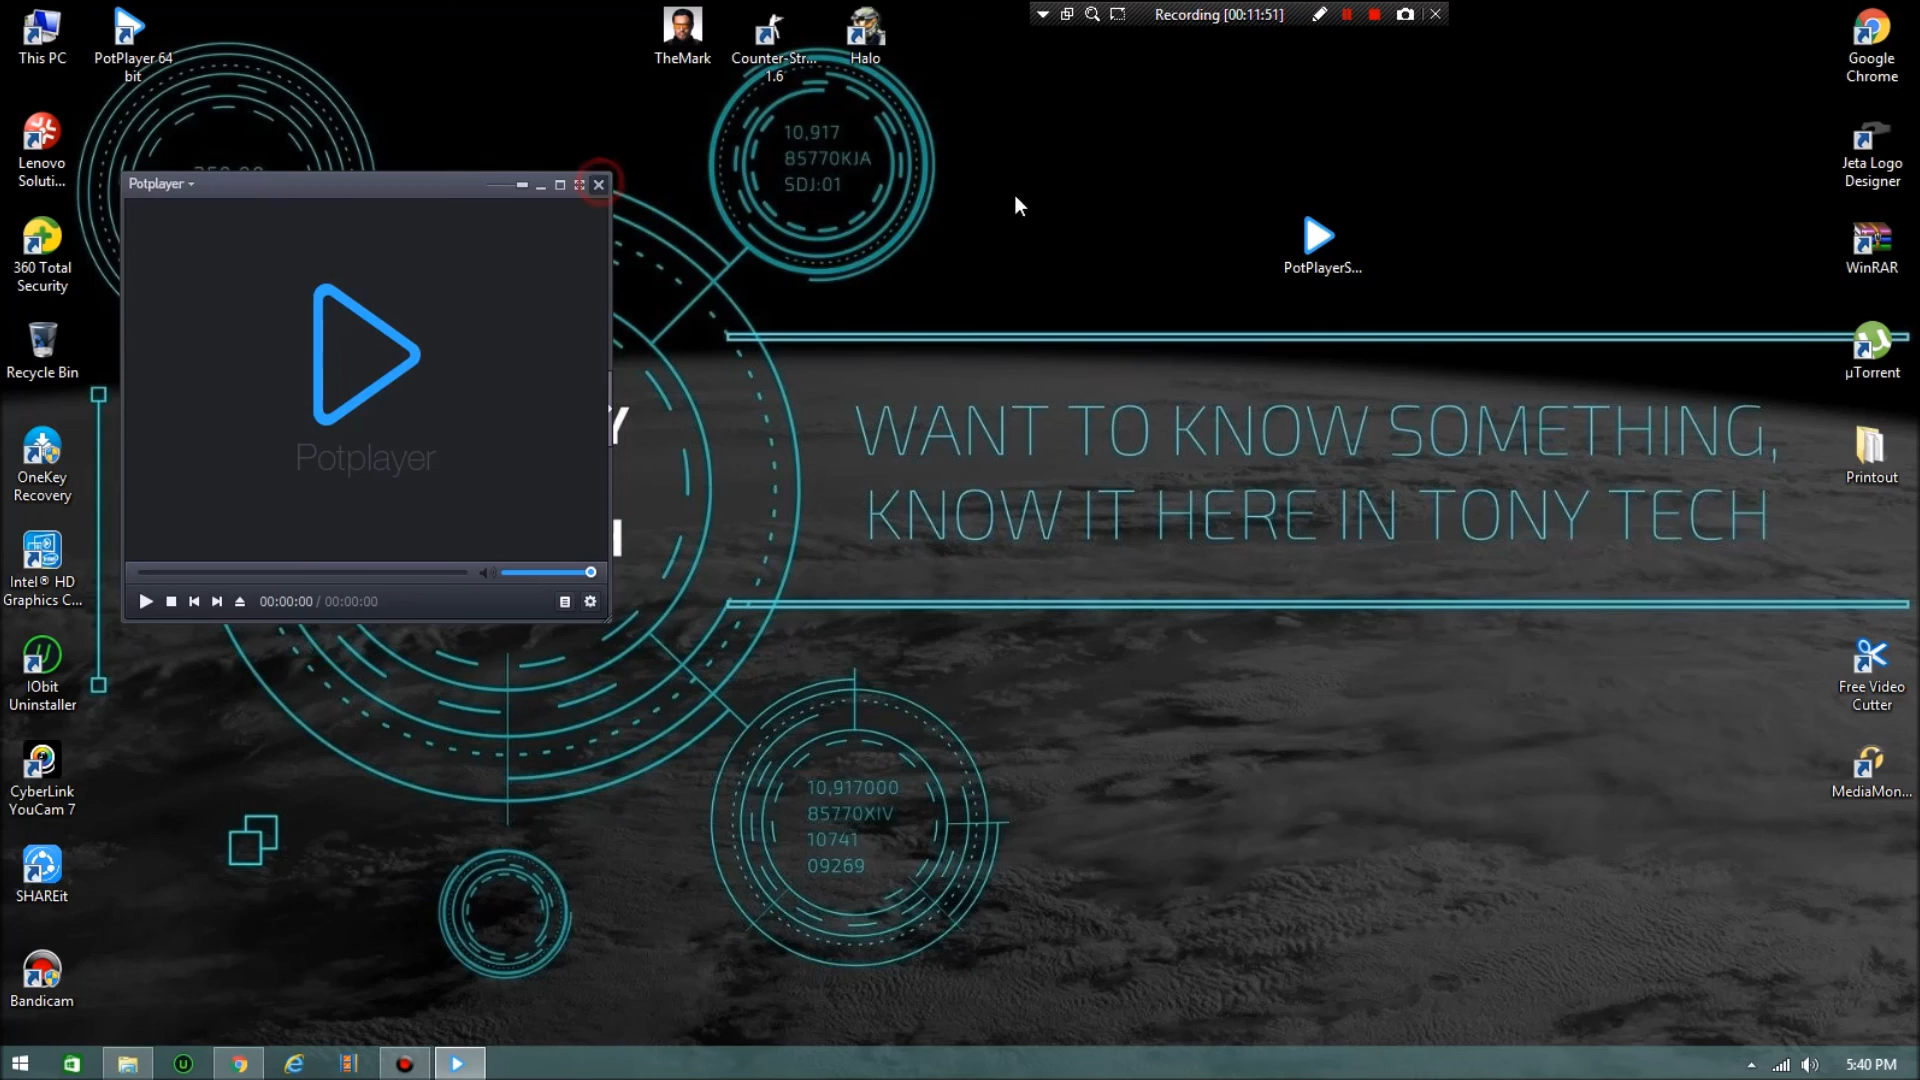 This PC
PotPlayer 64
bit
TheMark
Counter-Str...
1.6
Halo
Recording [00:11:51]
Google
Chrome
Lenovo
Soluti...
10,917
85770KJA
SDJ:01
Jeta Logo
Designer
Potplayer
360 Total
Security
PotPlayerS...
WinRAR
Recycle Bin
µTorrent
WANT TO KNOW SOMETHING,
KNOW IT HERE IN TONY TECH
Potplayer
OneKey
Recovery
Printout
Intel® HD
Graphics C...
00:00:00 / 00:00:00
IObit
Uninstaller
Free Video
Cutter
CyberLink
YouCam 7
10,917000
85770XIV
10741
09269
MediaMon...
SHAREit
Bandicam
5:40 PM